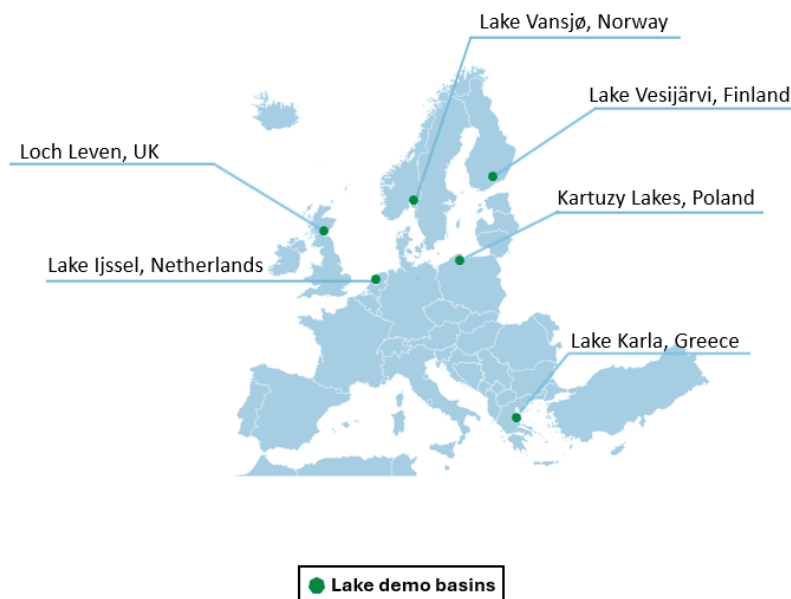 Lake Vansjø, Norway
Lake Vesijärvi, Finland
Loch Leven, UK
Kartuzy Lakes, Poland
Lake Ijssel, Netherlands
Lake Karla, Greece
Lake demo basins